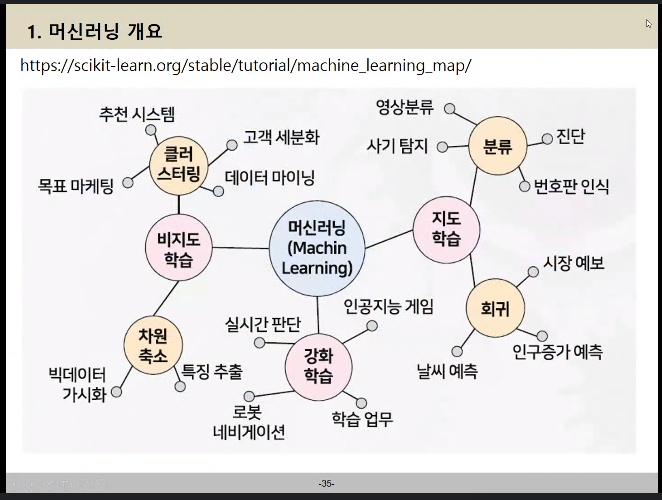 1. 머신러닝 개요
https://scikit-learn.org/stable/tutorial/machine_learning_map/
추천 시스템
고객 세분화
클러
스터링
목표 마케팅
데이터 마이닝
비지도
학습
차원
축소
빅데이터
가시화
특징 추출
머신러닝
(Machin
Learning)
실시간 판단
인공지능 게임
강화
학습
로봇
네비게이션
학습 업무
지도
학습
영상분류
사기 탐지
분류
진단
번호판 인식
시장 예보
회귀
날씨 예측
인구증가 예측
-35-